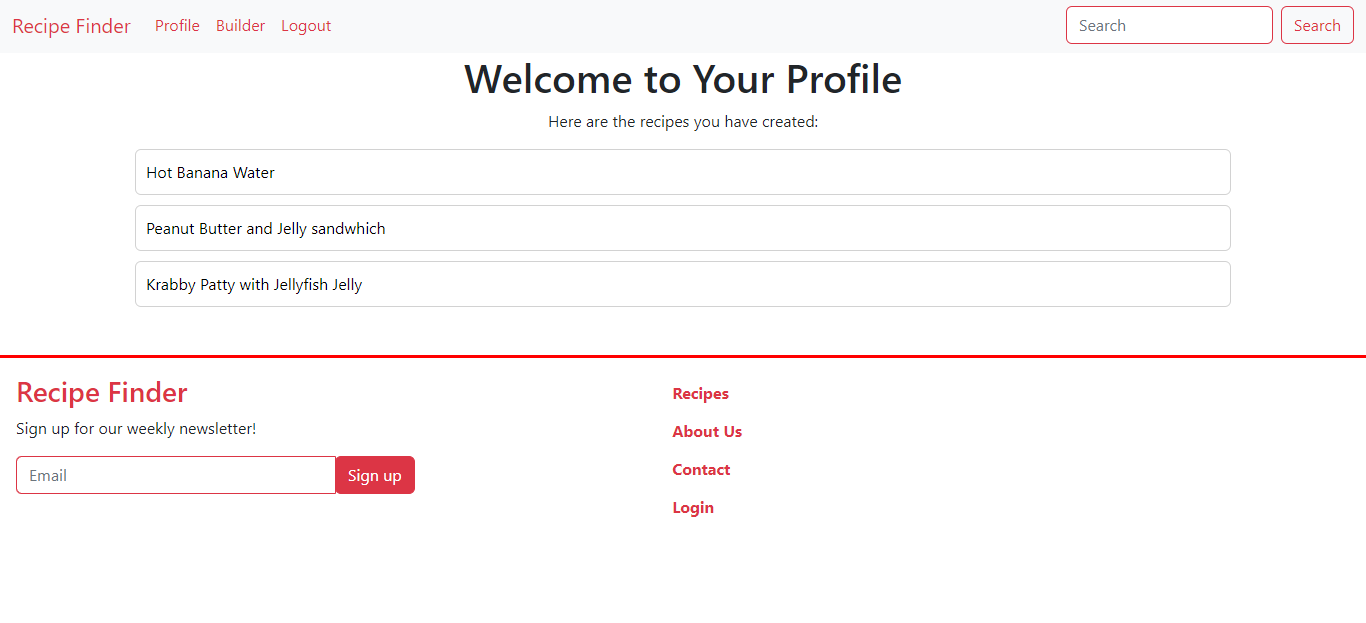 Recipe Finder Profile Builder Logout Search Search
Welcome to Your Profile
Here are the recipes you have created:
Hot Banana Water
Peanut Butter and Jelly sandwhich
Krabby Patty with Jellyfish Jelly
Recipe Finder
Sign up for our weekly newsletter!
Email Sign up
Recipes
About Us
Contact
Login